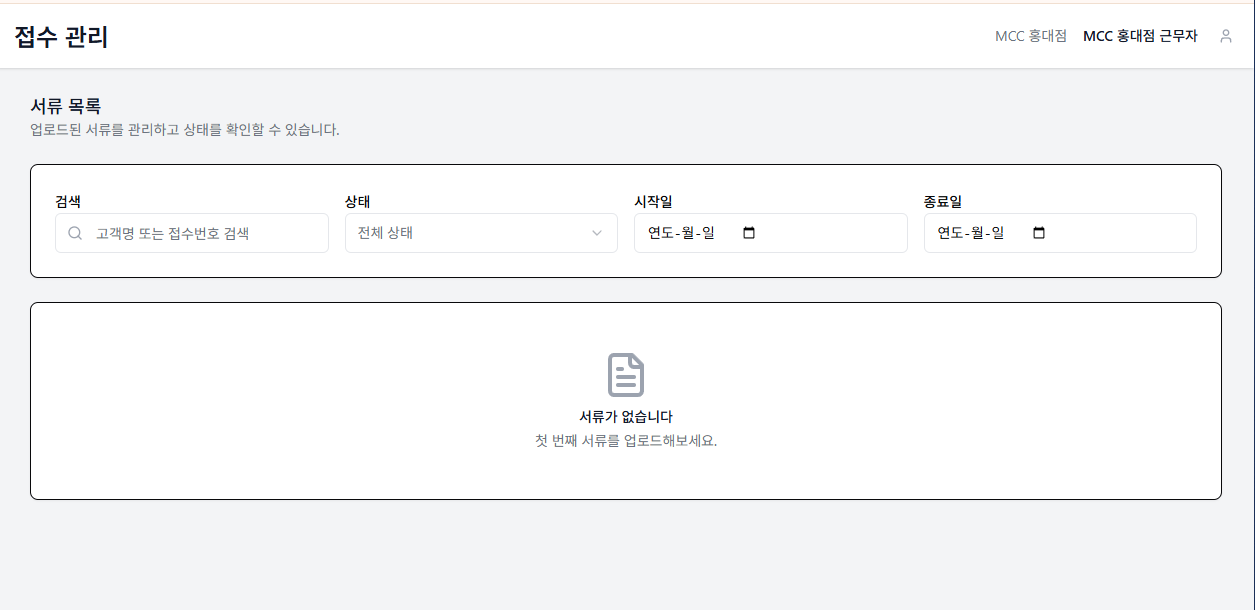 접수 관리
MCC 홍대점 MCC 홍대점 근무자
서류 목록
업로드된 서류를 관리하고 상태를 확인할 수 있습니다.
검색 상태 시작일 종료일
고객명 또는 접수번호 검색 전체 상태 연도-월-일 연도-월-일
서류가 없습니다
첫 번째 서류를 업로드해보세요.